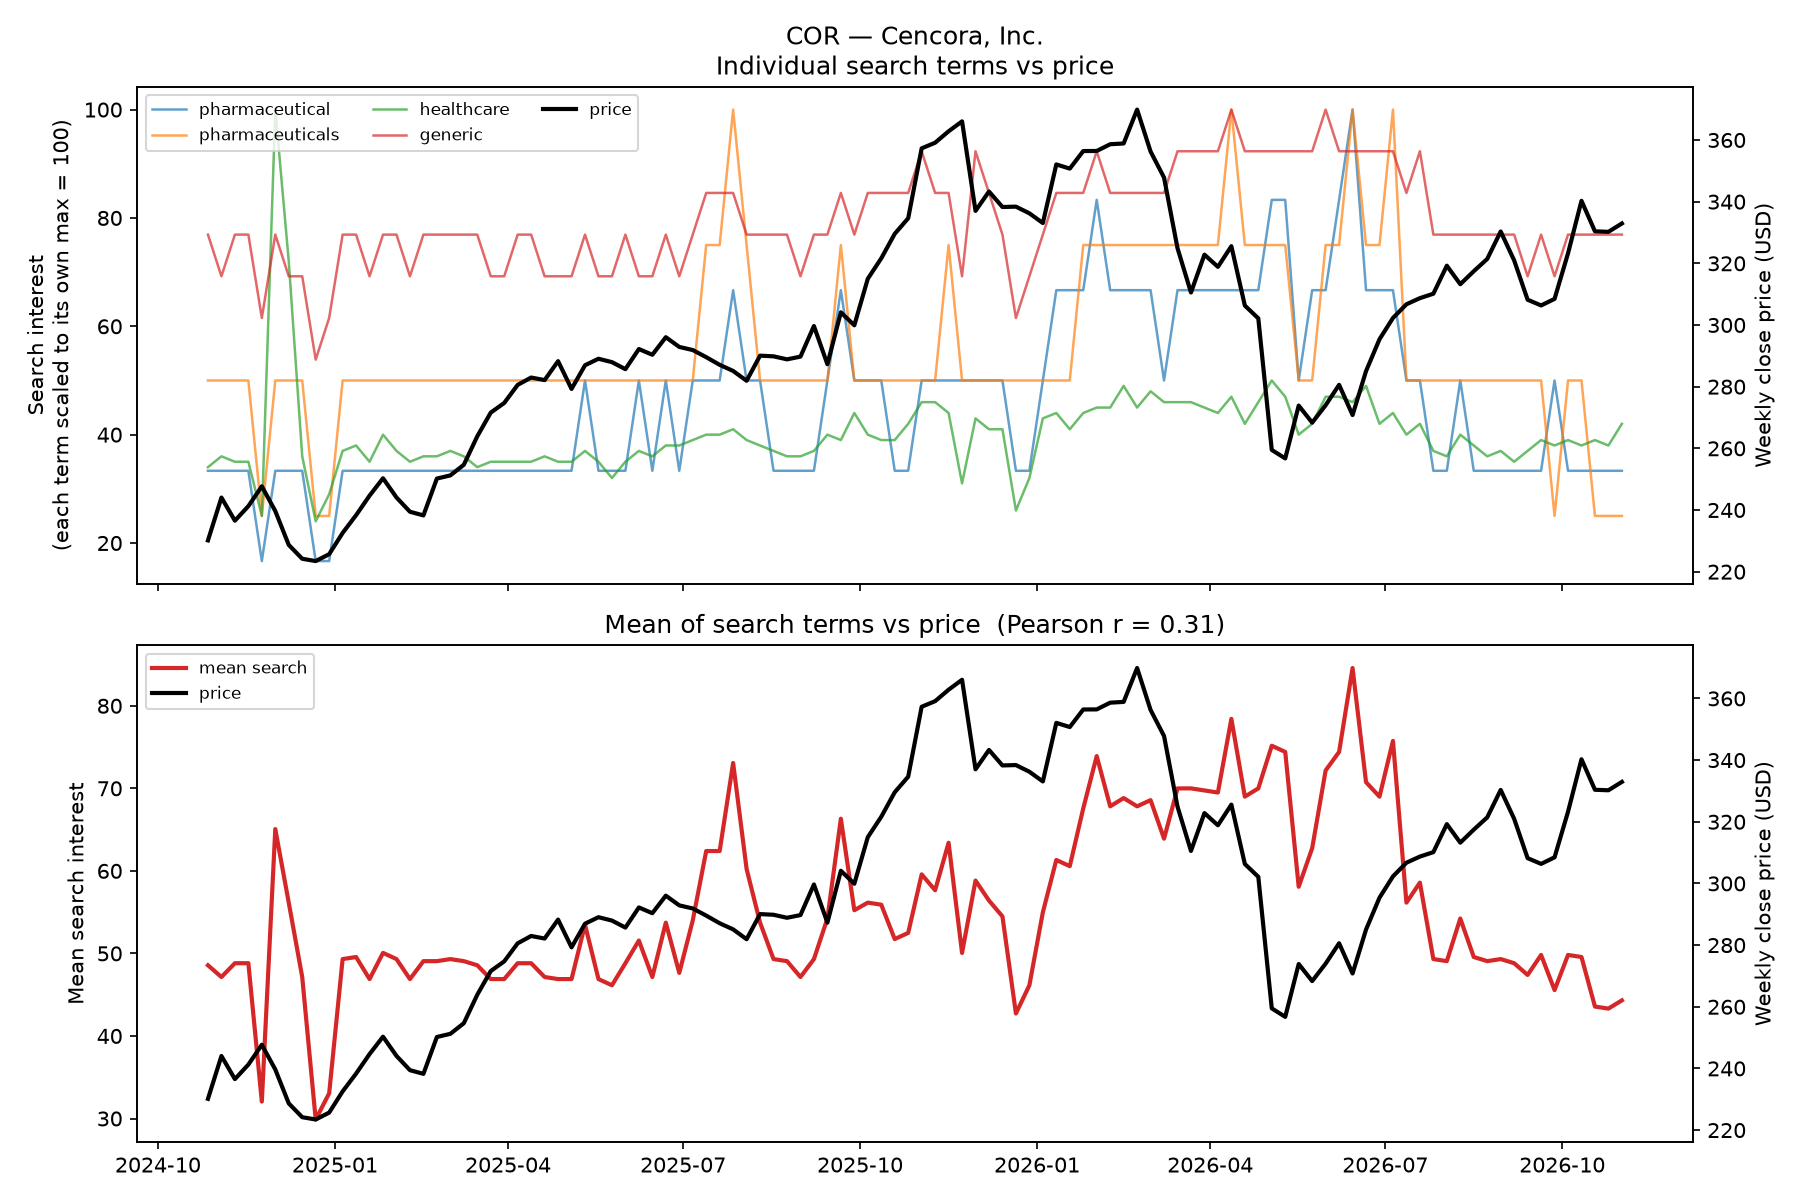 COR — Cencora, Inc.
Individual search terms vs price
pharmaceutical
pharmaceuticals
healthcare
generic
price
Search interest
(each term scaled to its own max = 100)
100
80
60
40
20
Weekly close price (USD)
360
340
320
300
280
260
240
220
Mean of search terms vs price  (Pearson r = 0.31)
mean search
price
Mean search interest
80
70
60
50
40
30
Weekly close price (USD)
360
340
320
300
280
260
240
220
2024-10
2025-01
2025-04
2025-07
2025-10
2026-01
2026-04
2026-07
2026-10